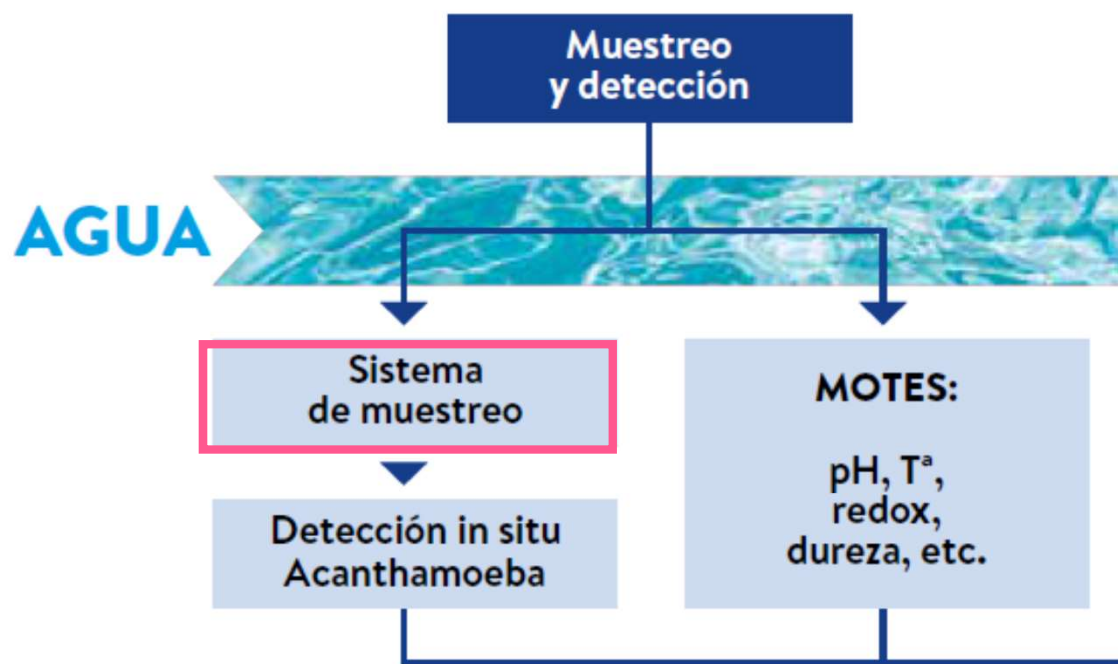 Muestreo
y detección
AGUA
Sistema
de muestreo
Detección in situ
Acanthamoeba
MOTES:
pH, Tª,
redox,
dureza, etc.